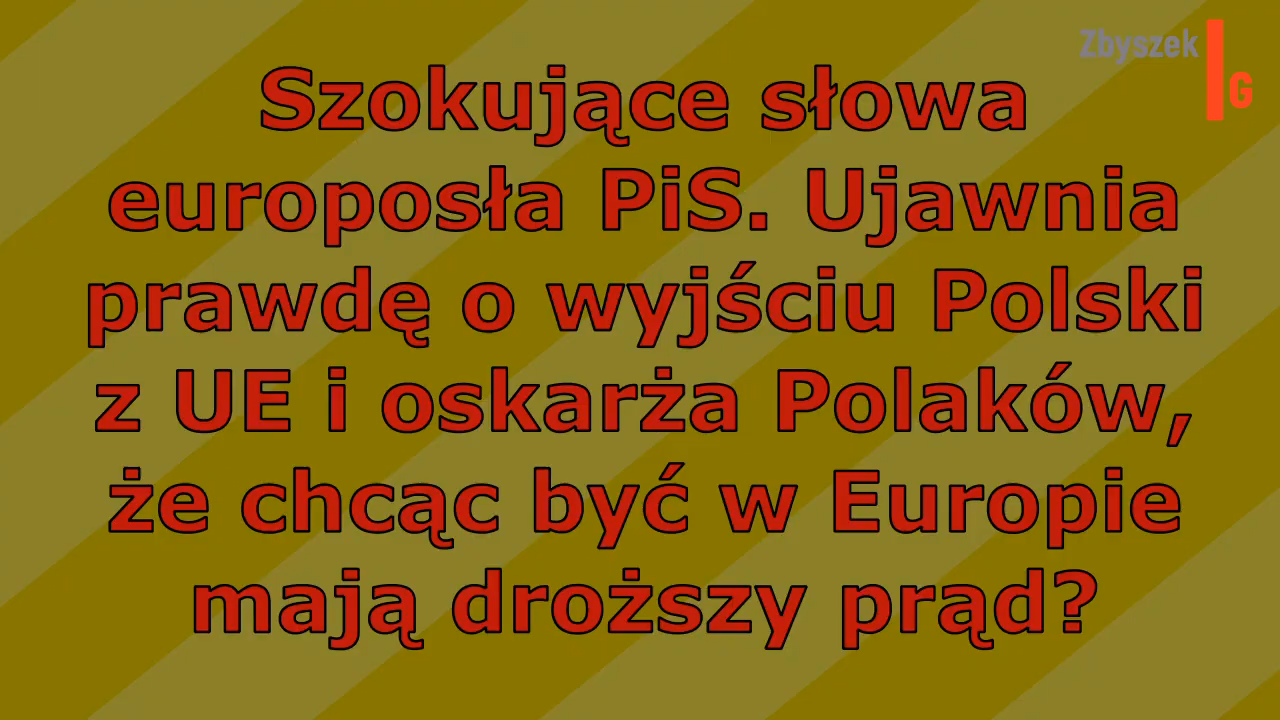 Zbyszek
G
Szokujące słowa
europosła PiS. Ujawnia
prawdę o wyjściu Polski
z UE i oskarża Polaków,
że chcąc być w Europie
mają droższy prąd?